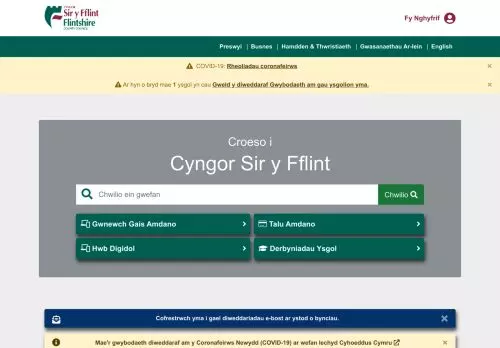 CYNGOR
Sir y Fflint
Flintshire
COUNTY COUNCIL
Fy Nghyfrif
Preswyl | Busnes | Hamdden & Thwristiaeth | Gwasanaethau Ar-lein | English
COVID-19: Rheoliadau coronafeirws ×
Ar hyn o bryd mae 1 ysgol yn cau Gweld y diweddaraf Gwybodaeth am gau ysgolion yma. ×
Croeso i
Cyngor Sir y Fflint
Chwilio ein gwefan Chwilio
Gwnewch Gais Amdano Talu Amdano
Hwb Digidol Derbyniadau Ysgol
Cofrestrwch yma i gael diweddariadau e-bost ar ystod o bynciau. ×
Mae'r gwybodaeth diweddaraf am y Coronafeirws Newydd (COVID-19) ar wefan Iechyd Cyhoeddus Cymru ×